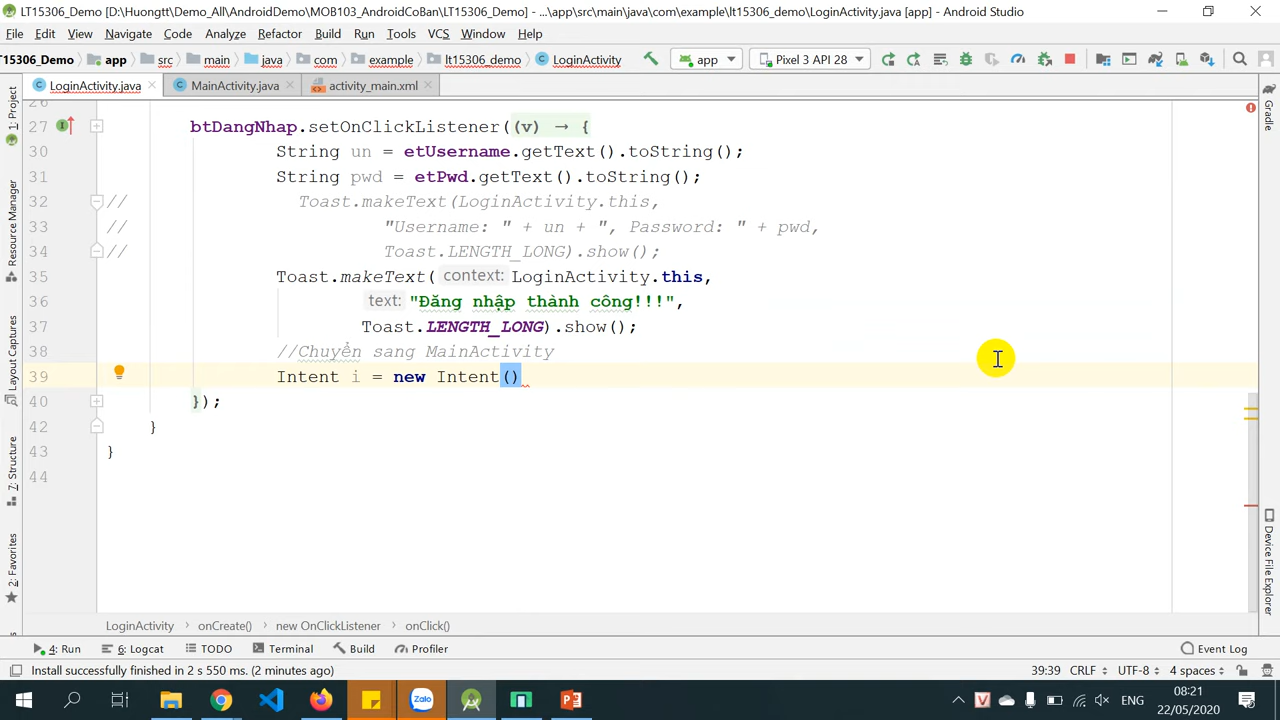 LT15306_Demo [D:\Huongtt\Demo_All\AndroidDemo\MOB103_AndroidCoBan\LT15306_Demo] - ...\app\src\main\java\com\example\lt15306_demo\LoginActivity.java [app] - Android Studio
File Edit View Navigate Code Analyze Refactor Build Run Tools VCS Window Help
T15306_Demo app src main java com example lt15306_demo LoginActivity app Pixel 3 API 28
LoginActivity.java MainActivity.java activity_main.xml
26
27 btDangNhap.setOnClickListener((v) → {
30 String un = etUsername.getText().toString();
31 String pwd = etPwd.getText().toString();
32 // Toast.makeText(LoginActivity.this,
33 // "Username: " + un + ", Password: " + pwd,
34 // Toast.LENGTH_LONG).show();
35 Toast.makeText( context: LoginActivity.this,
36 text: "Đăng nhập thành công!!!",
37 Toast.LENGTH_LONG).show();
38 //Chuyển sang MainActivity
39 Intent i = new Intent()
40 });
42 }
43 }
44
1: Project
Resource Manager
Layout Captures
7: Structure
2: Favorites
Gradle
Device File Explorer
LoginActivity › onCreate() › new OnClickListener › onClick()
4: Run 6: Logcat TODO Terminal Build Profiler Event Log
Install successfully finished in 2 s 550 ms. (2 minutes ago) 39:39 CRLF UTF-8 4 spaces
Zalo V ENG 08:21
22/05/2020